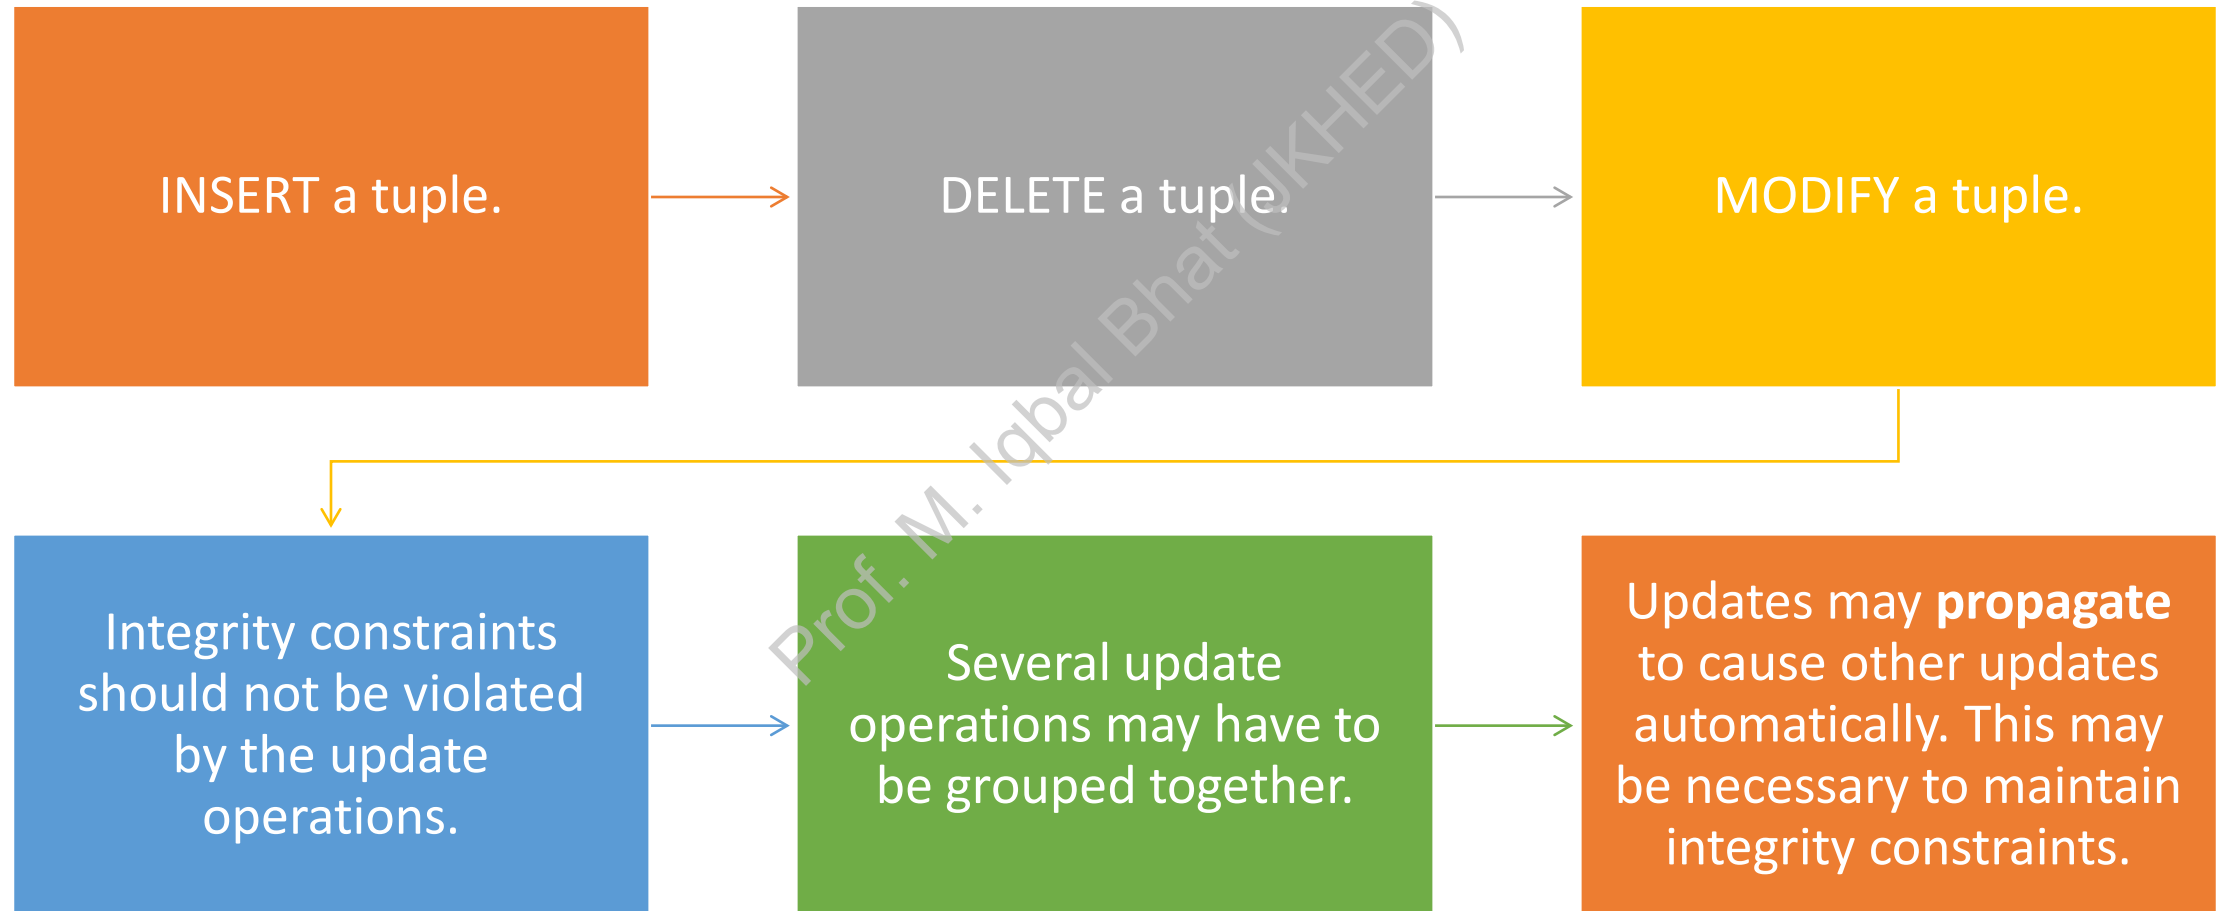 INSERT a tuple.
DELETE a tuple.
MODIFY a tuple.
Integrity constraints
should not be violated
by the update
operations.
Several update
operations may have to
be grouped together.
Updates may propagate
to cause other updates
automatically. This may
be necessary to maintain
integrity constraints.
Prof. M. Iqbal Bhat (JKHED)